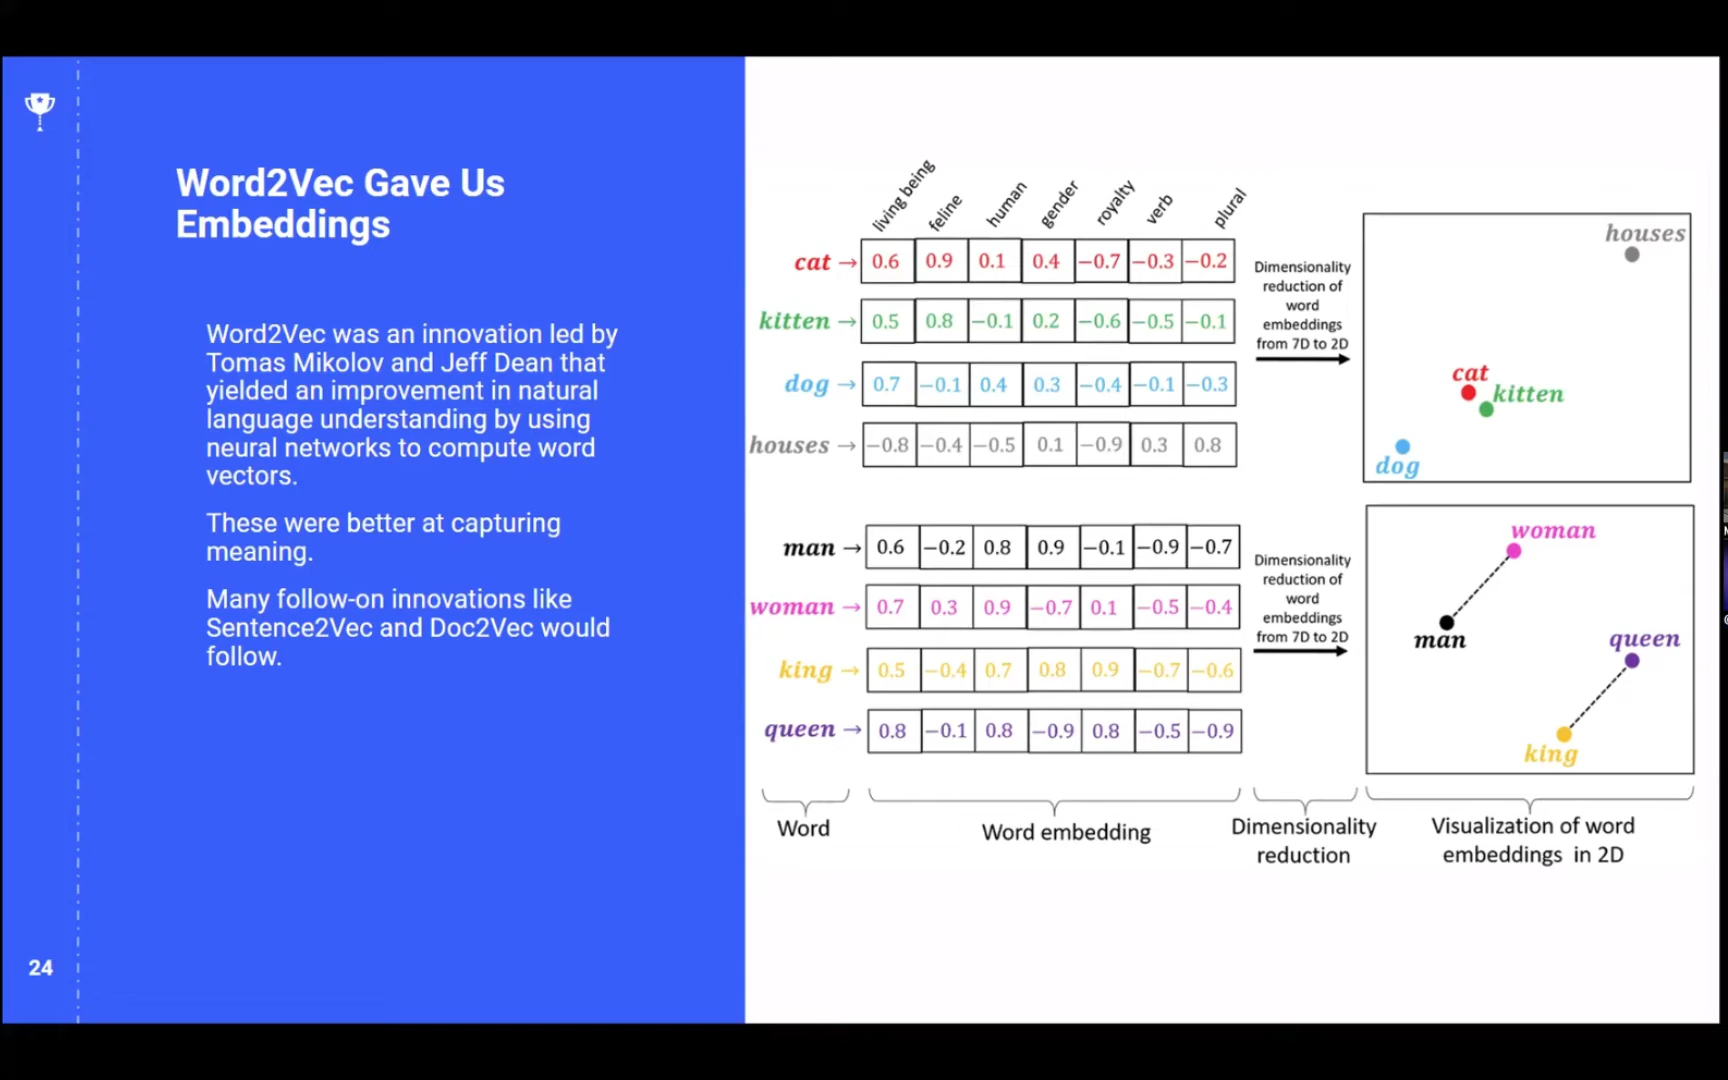 Word2Vec Gave Us
Embeddings
Word2Vec was an innovation led by
Tomas Mikolov and Jeff Dean that
yielded an improvement in natural
language understanding by using
neural networks to compute word
vectors.
These were better at capturing
meaning.
Many follow-on innovations like
Sentence2Vec and Doc2Vec would
follow.
24
living being feline human gender royalty verb plural
cat → 0.6 0.9 0.1 0.4 −0.7 −0.3 −0.2
kitten → 0.5 0.8 −0.1 0.2 −0.6 −0.5 −0.1
dog → 0.7 −0.1 0.4 0.3 −0.4 −0.1 −0.3
houses → −0.8 −0.4 −0.5 0.1 −0.9 0.3 0.8
Dimensionality
reduction of
word
embeddings
from 7D to 2D
houses
cat
kitten
dog
man → 0.6 −0.2 0.8 0.9 −0.1 −0.9 −0.7
woman → 0.7 0.3 0.9 −0.7 0.1 −0.5 −0.4
king → 0.5 −0.4 0.7 0.8 0.9 −0.7 −0.6
queen → 0.8 −0.1 0.8 −0.9 0.8 −0.5 −0.9
Dimensionality
reduction of
word
embeddings
from 7D to 2D
woman
man
queen
king
Word
Word embedding
Dimensionality
reduction
Visualization of word
embeddings in 2D